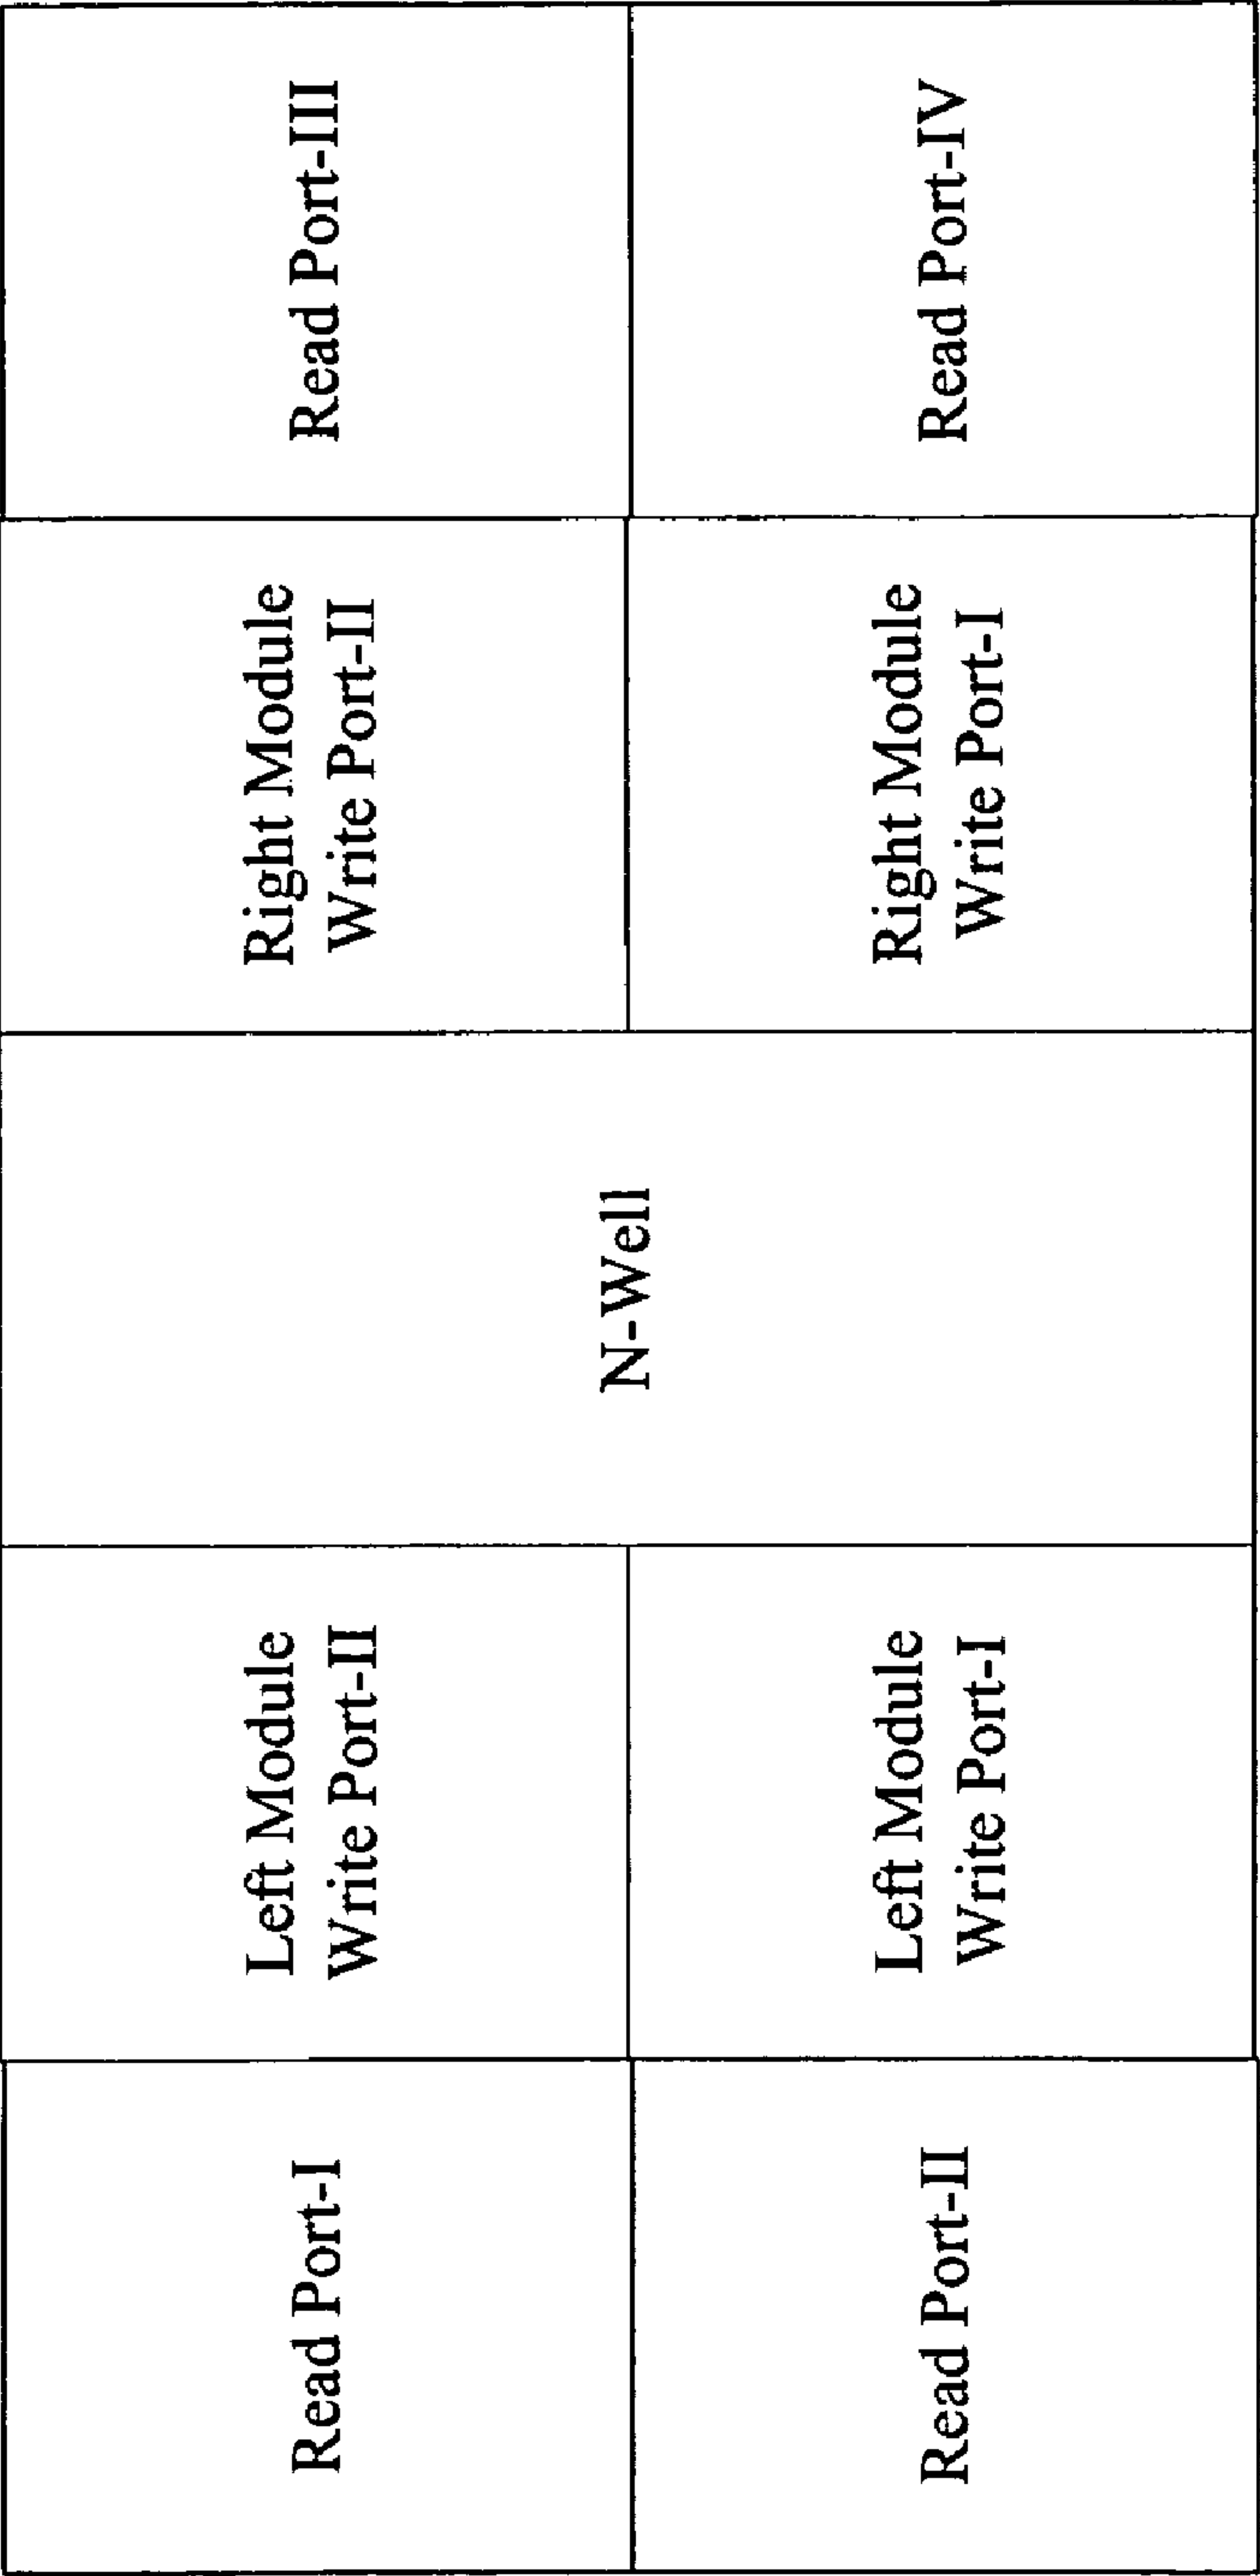 Read Port-I
Left Module
Write Port-II
N-Well
Right Module
Write Port-II
Read Port-III
Read Port-II
Left Module
Write Port-I
Right Module
Write Port-I
Read Port-IV